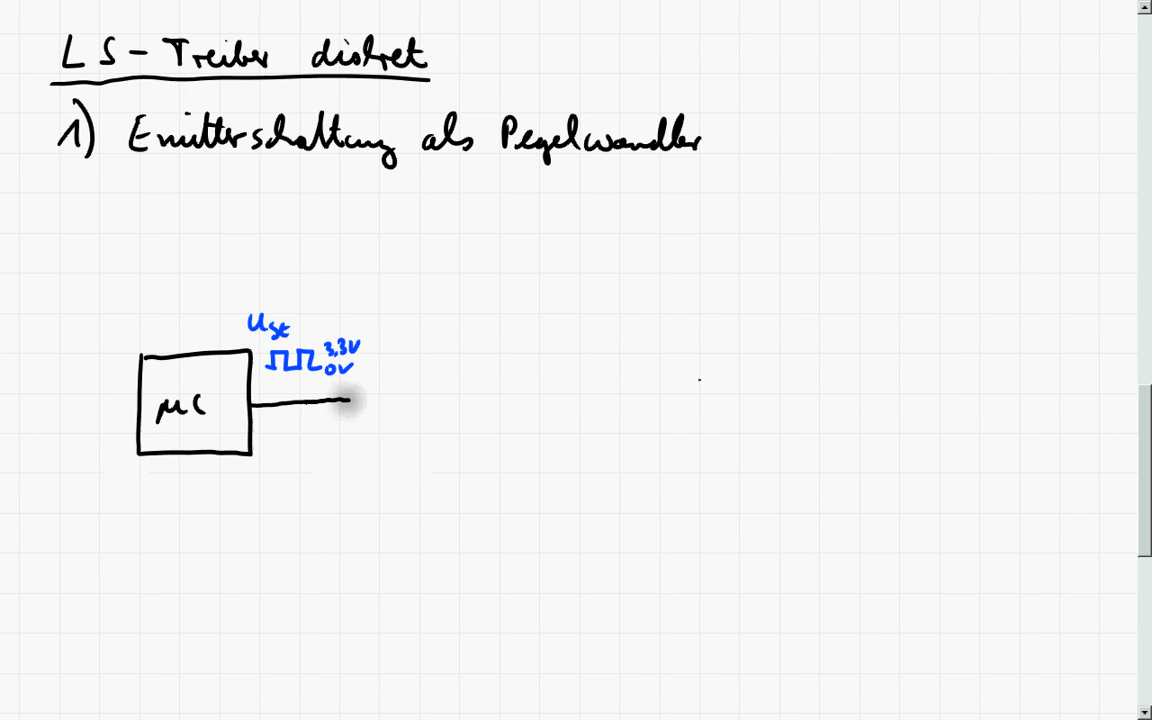 LS-Treiber diskret
1) Emitterschaltung als Pegelwandler
Ust
3,3V
0V
µC